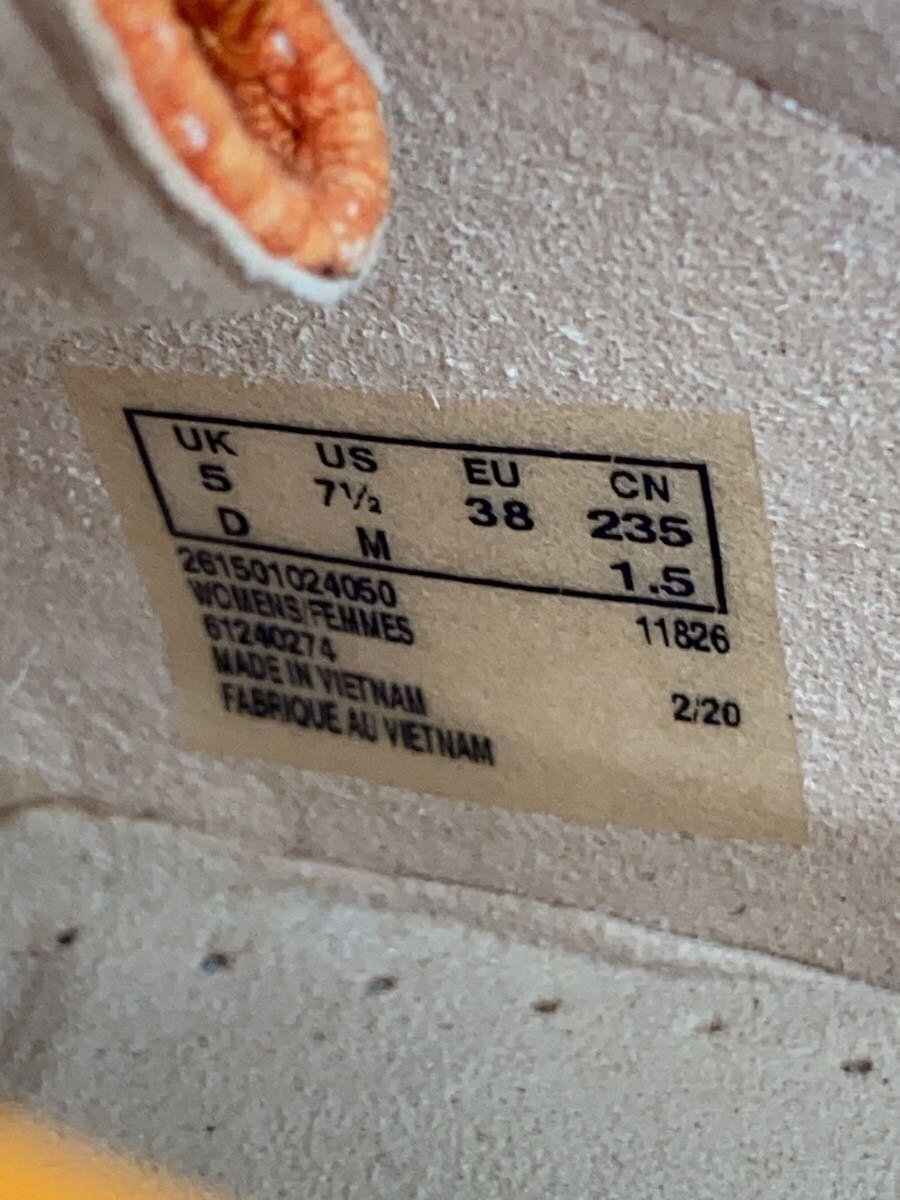 UK US EU CN
5 7½ 38 235
D M 1.5
261501024050
WOMENS/FEMMES 11826
61240274
MADE IN VIETNAM 2/20
FABRIQUE AU VIETNAM